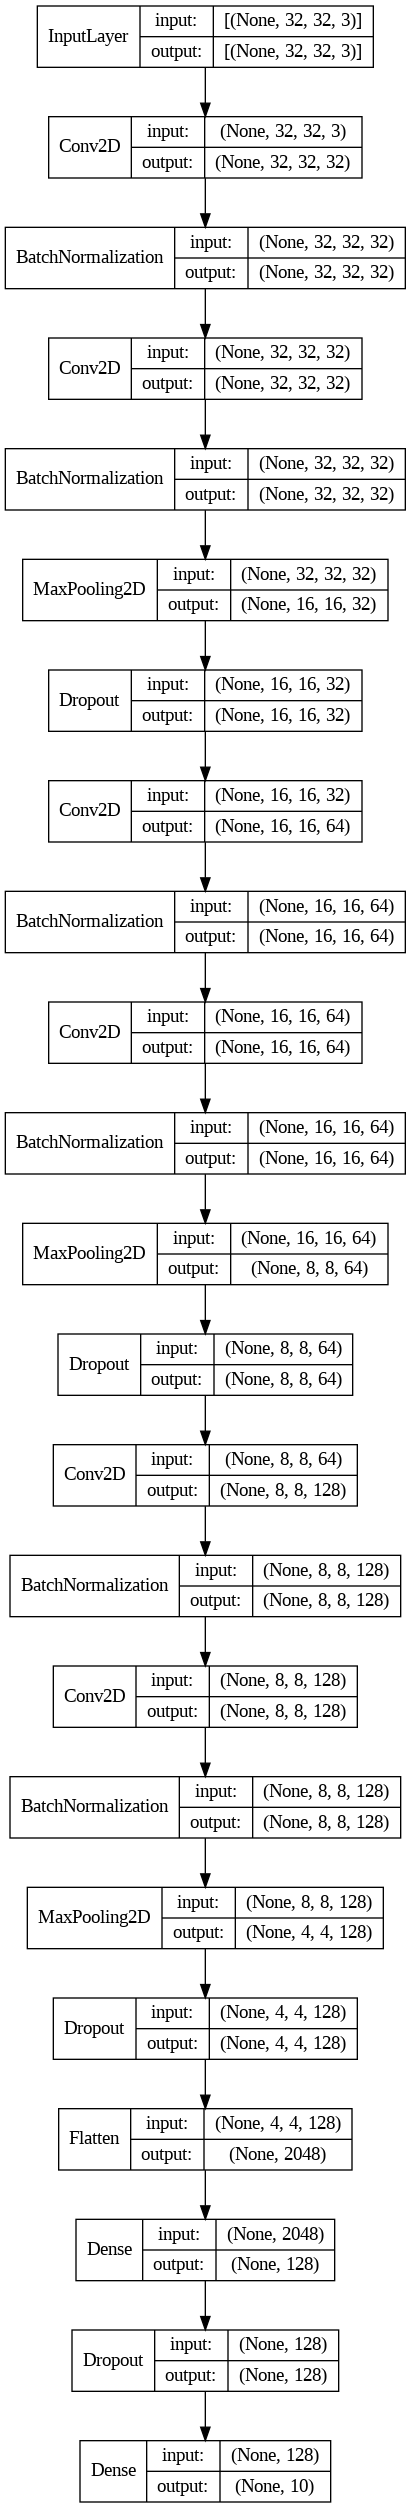 InputLayer
input: [(None, 32, 32, 3)]
output: [(None, 32, 32, 3)]
Conv2D
input: (None, 32, 32, 3)
output: (None, 32, 32, 32)
BatchNormalization
input: (None, 32, 32, 32)
output: (None, 32, 32, 32)
Conv2D
input: (None, 32, 32, 32)
output: (None, 32, 32, 32)
BatchNormalization
input: (None, 32, 32, 32)
output: (None, 32, 32, 32)
MaxPooling2D
input: (None, 32, 32, 32)
output: (None, 16, 16, 32)
Dropout
input: (None, 16, 16, 32)
output: (None, 16, 16, 32)
Conv2D
input: (None, 16, 16, 32)
output: (None, 16, 16, 64)
BatchNormalization
input: (None, 16, 16, 64)
output: (None, 16, 16, 64)
Conv2D
input: (None, 16, 16, 64)
output: (None, 16, 16, 64)
BatchNormalization
input: (None, 16, 16, 64)
output: (None, 16, 16, 64)
MaxPooling2D
input: (None, 16, 16, 64)
output: (None, 8, 8, 64)
Dropout
input: (None, 8, 8, 64)
output: (None, 8, 8, 64)
Conv2D
input: (None, 8, 8, 64)
output: (None, 8, 8, 128)
BatchNormalization
input: (None, 8, 8, 128)
output: (None, 8, 8, 128)
Conv2D
input: (None, 8, 8, 128)
output: (None, 8, 8, 128)
BatchNormalization
input: (None, 8, 8, 128)
output: (None, 8, 8, 128)
MaxPooling2D
input: (None, 8, 8, 128)
output: (None, 4, 4, 128)
Dropout
input: (None, 4, 4, 128)
output: (None, 4, 4, 128)
Flatten
input: (None, 4, 4, 128)
output: (None, 2048)
Dense
input: (None, 2048)
output: (None, 128)
Dropout
input: (None, 128)
output: (None, 128)
Dense
input: (None, 128)
output: (None, 10)